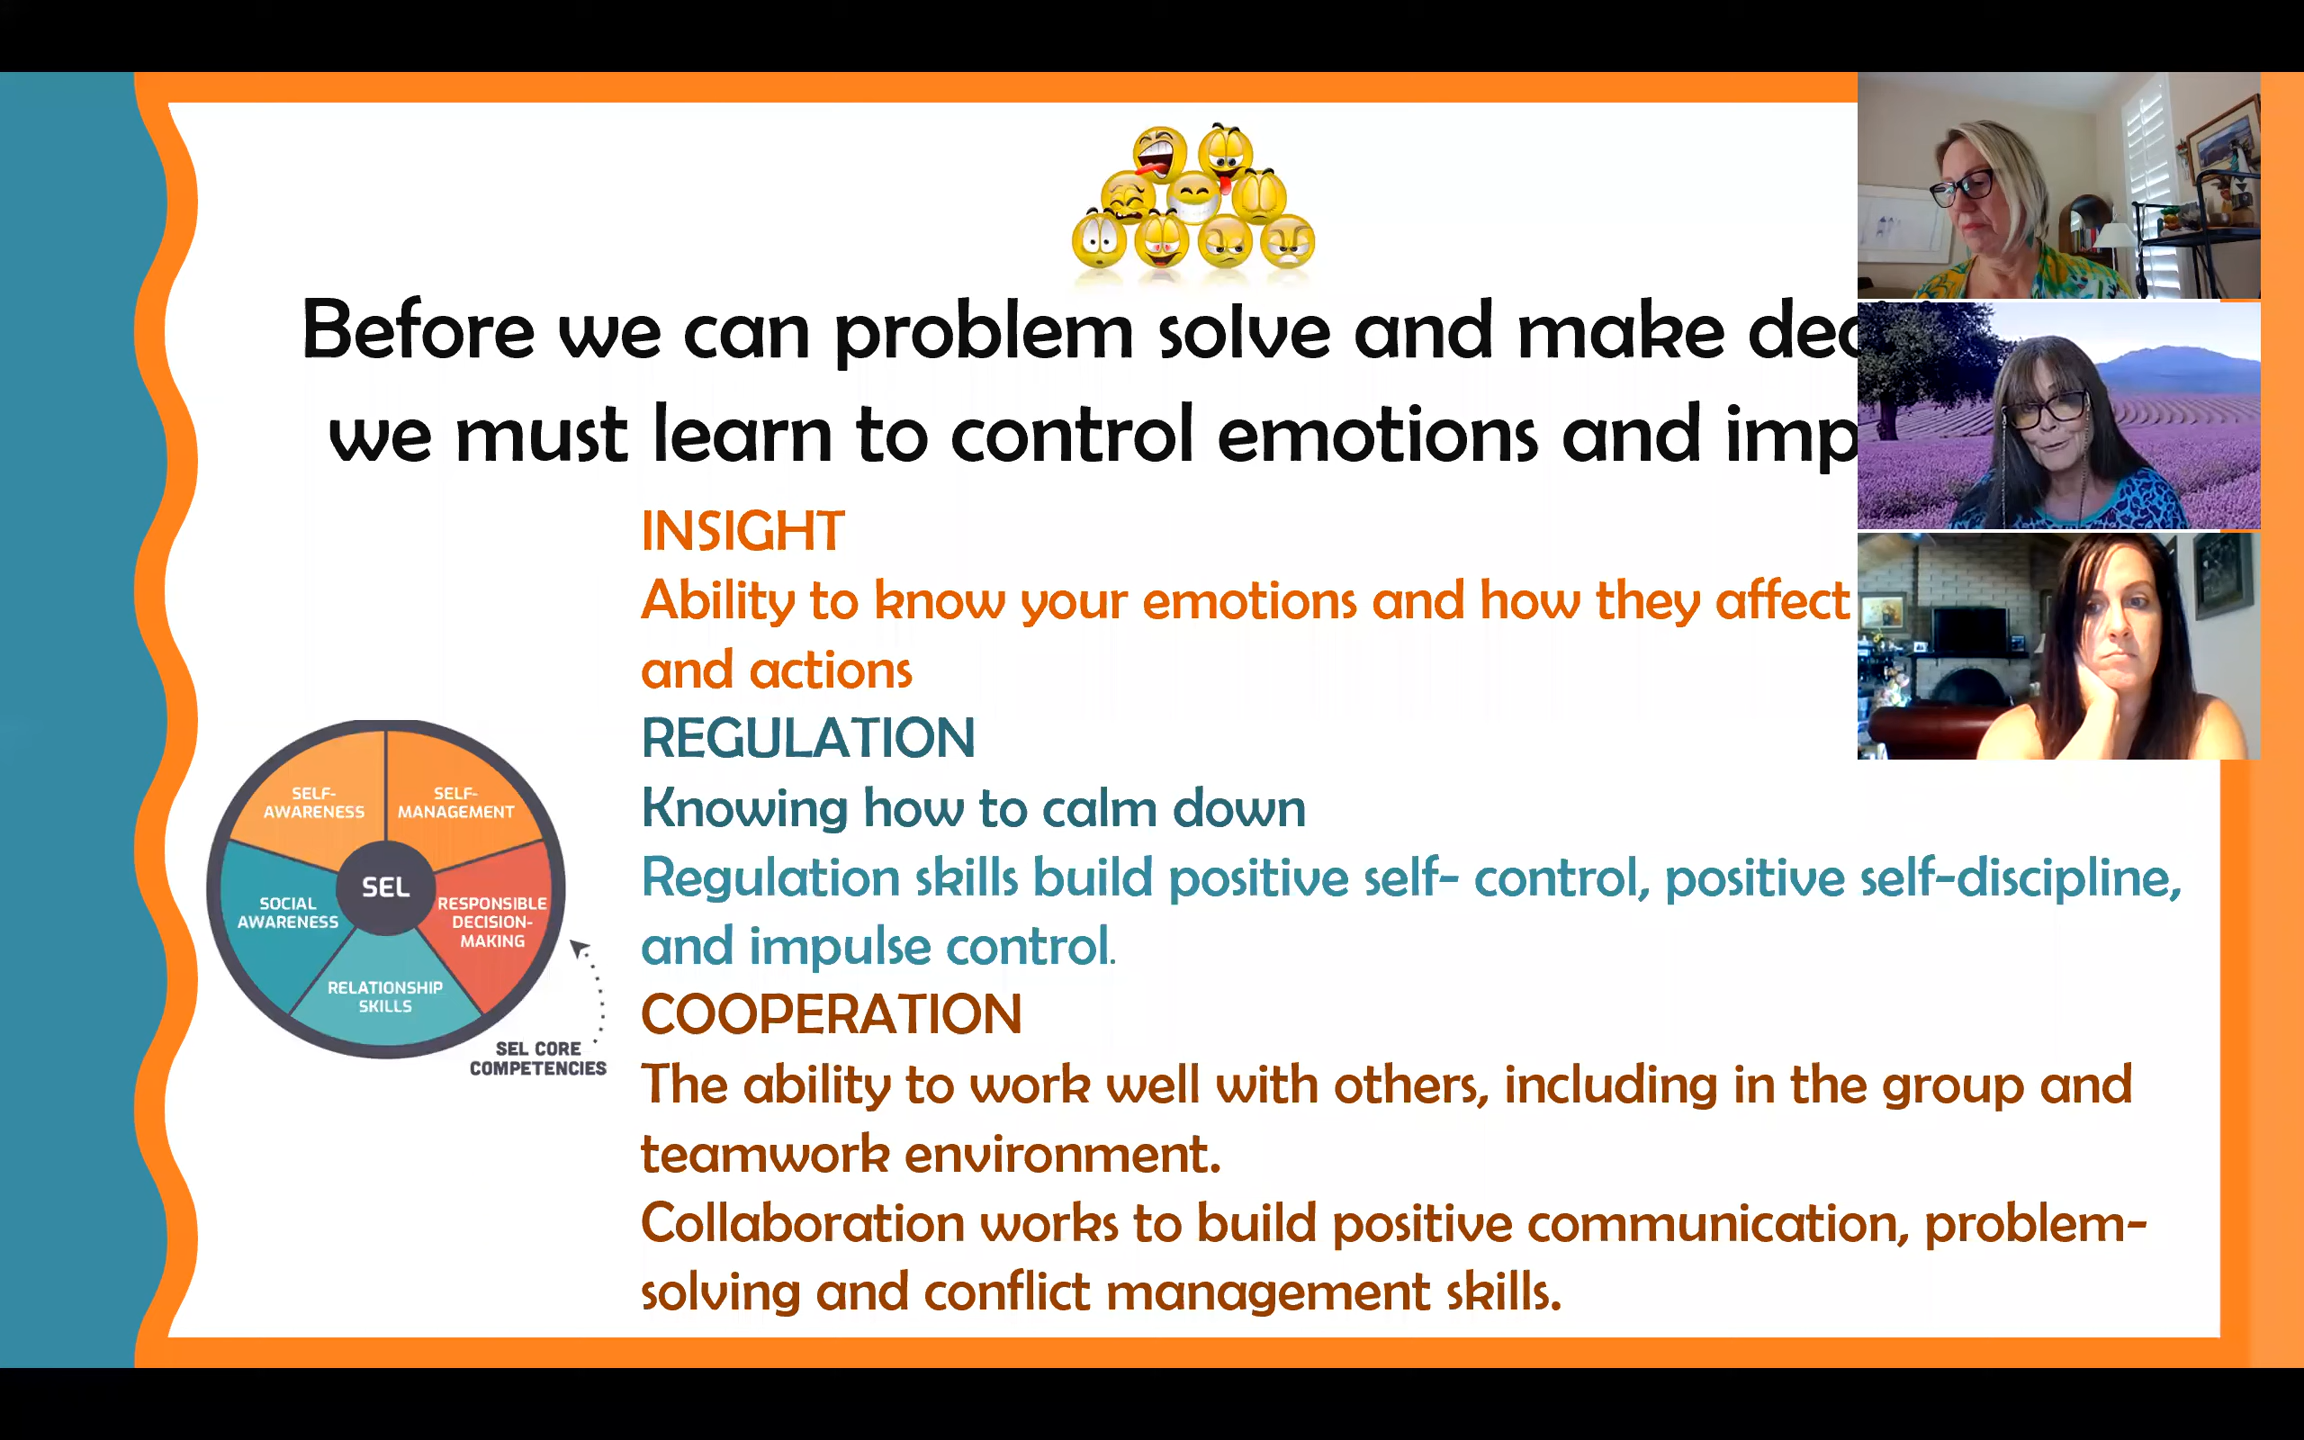 Before we can problem solve and make
we must learn to control emotions and
INSIGHT
Ability to know your emotions and how they affect
and actions
REGULATION
Knowing how to calm down
Regulation skills build positive self- control, positive self-discipline,
and impulse control.
COOPERATION
The ability to work well with others, including in the group and
teamwork environment.
Collaboration works to build positive communication, problem-
solving and conflict management skills.
SELF-
AWARENESS
SELF-
MANAGEMENT
SEL
SOCIAL
AWARENESS
RESPONSIBLE
DECISION-
MAKING
RELATIONSHIP
SKILLS
SEL CORE
COMPETENCIES